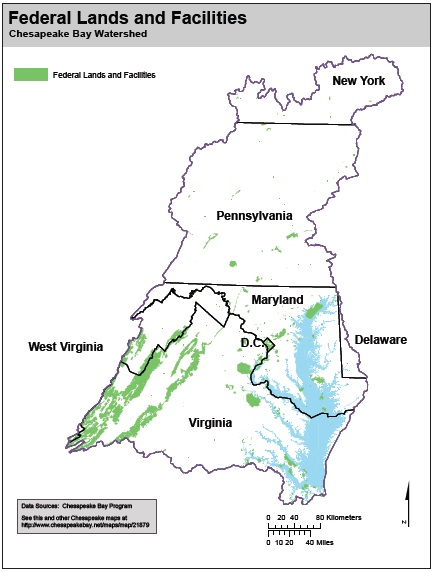 Federal Lands and Facilities
Chesapeake Bay Watershed
Federal Lands and Facilities
New York
Pennsylvania
Maryland
West Virginia
D.C.
Delaware
Virginia
Data Sources: Chesapeake Bay Program
See this and other Chesapeake maps at
http://www.chesapeakebay.net/maps/map/21879
0 20 40 80 Kilometers
0 10 20 40 Miles
N